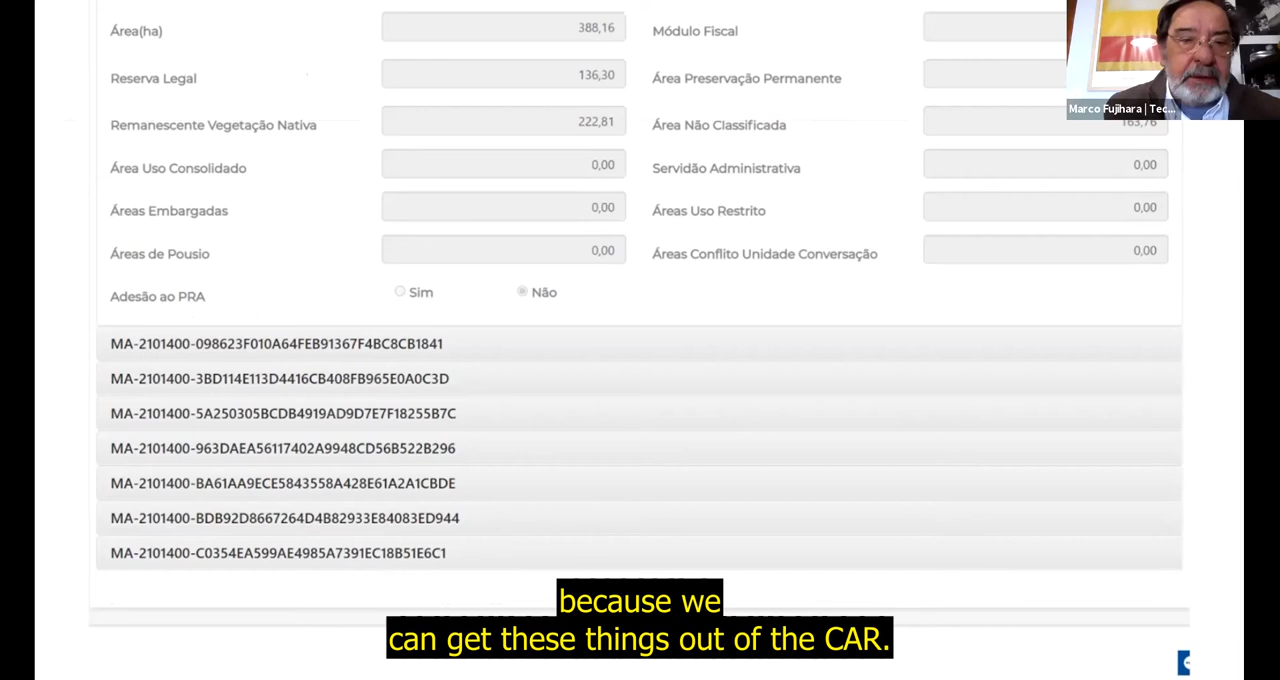 Área(ha) 388,16 Módulo Fiscal
Reserva Legal 136,30 Área Preservação Permanente
Marco Fujihara | Tec...
Remanescente Vegetação Nativa 222,81 Área Não Classificada 163,76
Área Uso Consolidado 0,00 Servidão Administrativa 0,00
Áreas Embargadas 0,00 Áreas Uso Restrito 0,00
Áreas de Pousio 0,00 Áreas Conflito Unidade Conversação 0,00
Adesão ao PRA Sim Não
MA-2101400-098623F010A64FEB91367F4BC8CB1841
MA-2101400-3BD114E113D4416CB408FB965E0A0C3D
MA-2101400-5A250305BCDB4919AD9D7E7F18255B7C
MA-2101400-963DAEA56117402A9948CD56B522B296
MA-2101400-BA61AA9ECE5843558A428E61A2A1CBDE
MA-2101400-BDB92D8667264D4B82933E84083ED944
MA-2101400-C0354EA599AE4985A7391EC18B51E6C1
because we
can get these things out of the CAR.